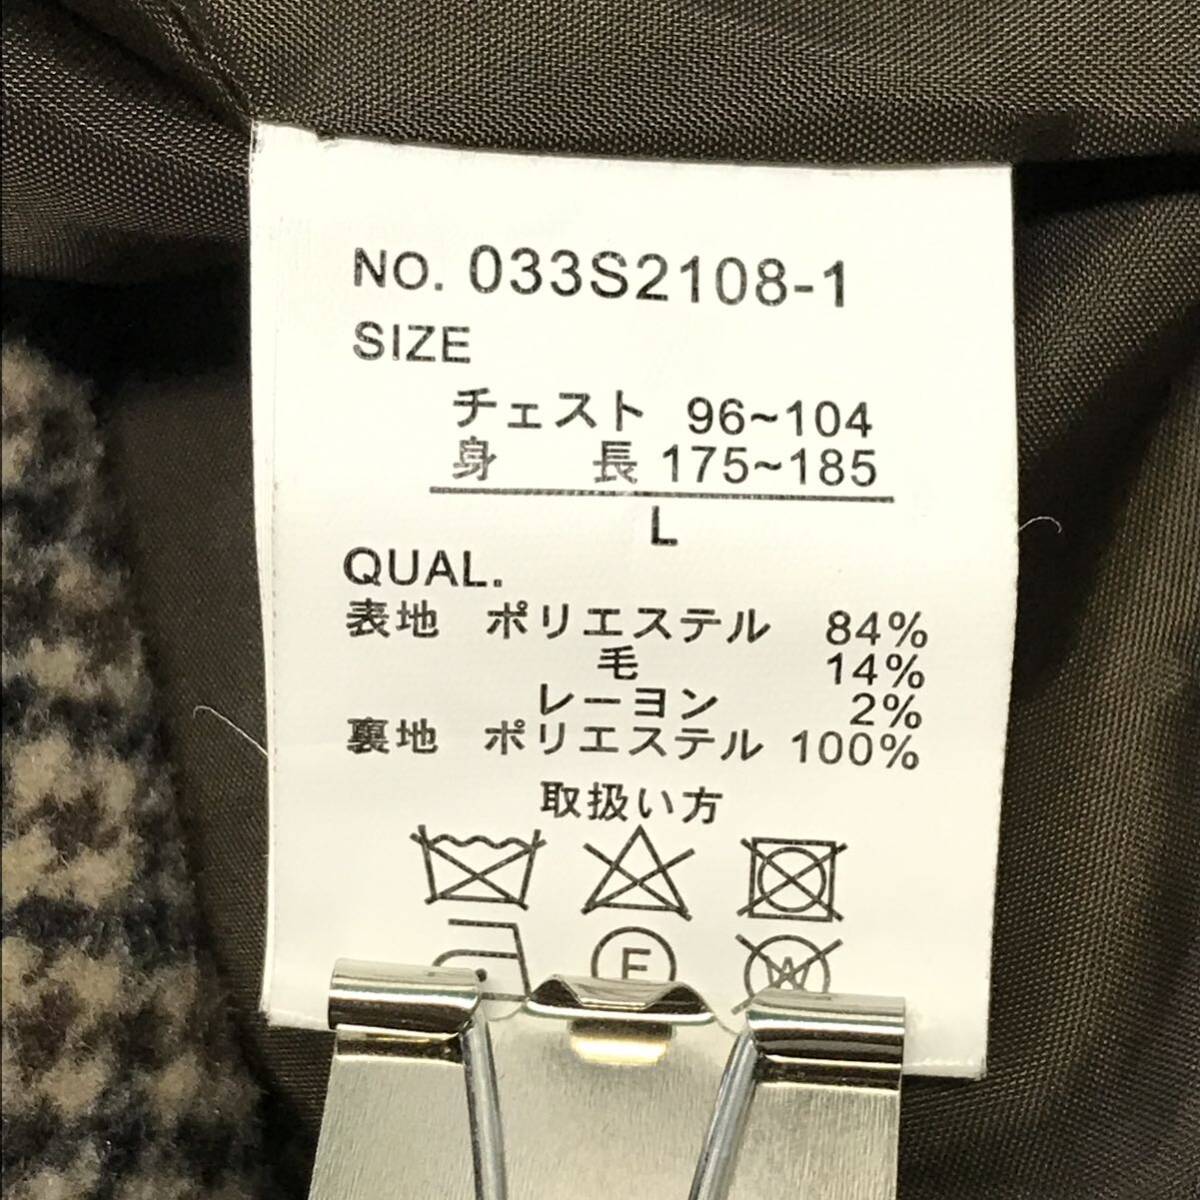 NO. 033S2108-1
SIZE
チェスト 96~104
身 長 175~185
L
QUAL.
表地 ポリエステル 84%
毛 14%
レーヨン 2%
裏地 ポリエステル 100%
取扱い方
F
W